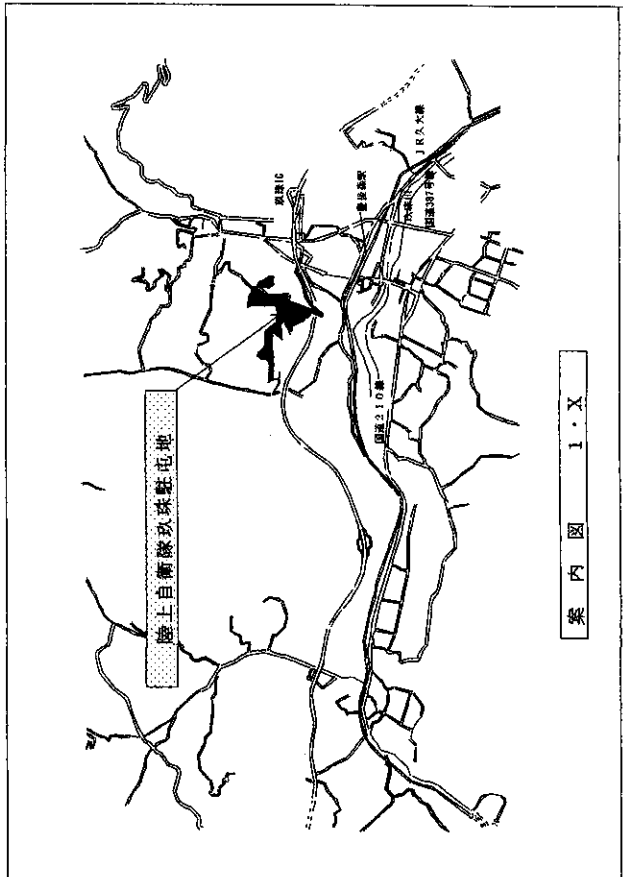 陸上自衛隊玖珠駐屯地
玖珠IC
豊後森駅
JR久大線
国道387号線
国道210線
案内図 1・X